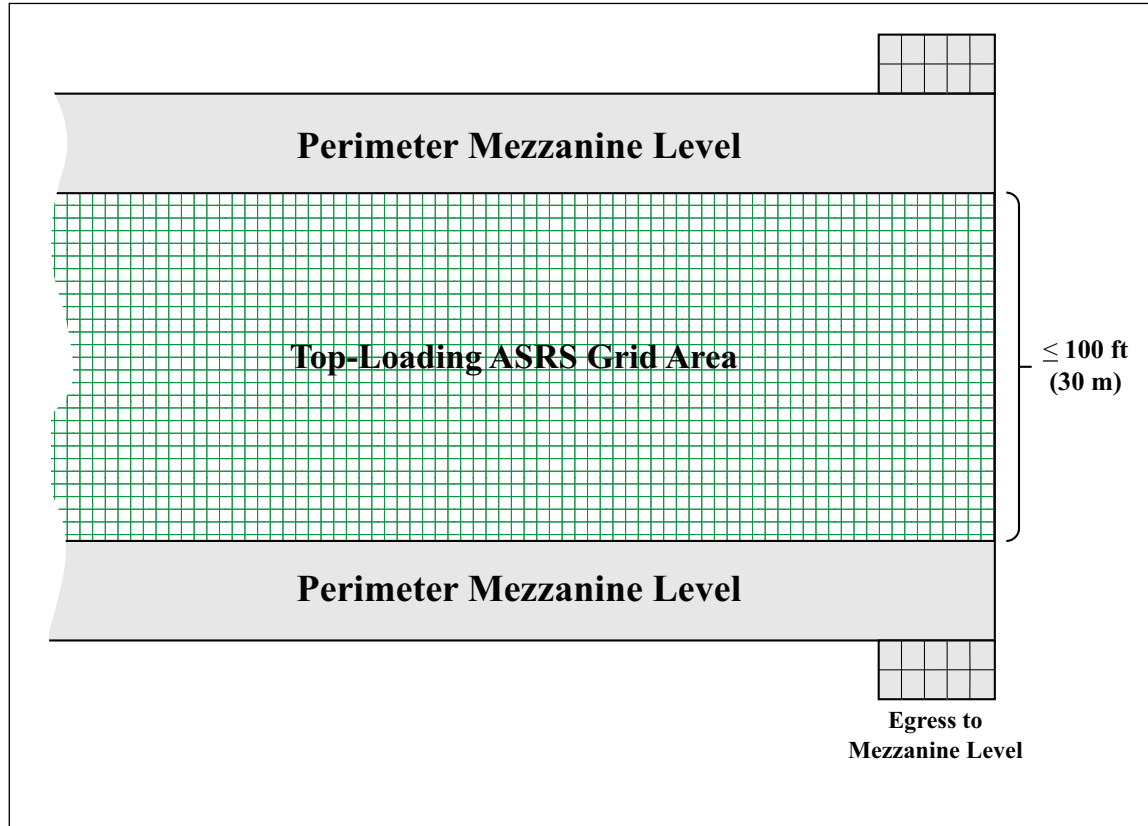 Perimeter Mezzanine Level
Top-Loading ASRS Grid Area
≤ 100 ft
(30 m)
Perimeter Mezzanine Level
Egress to
Mezzanine Level